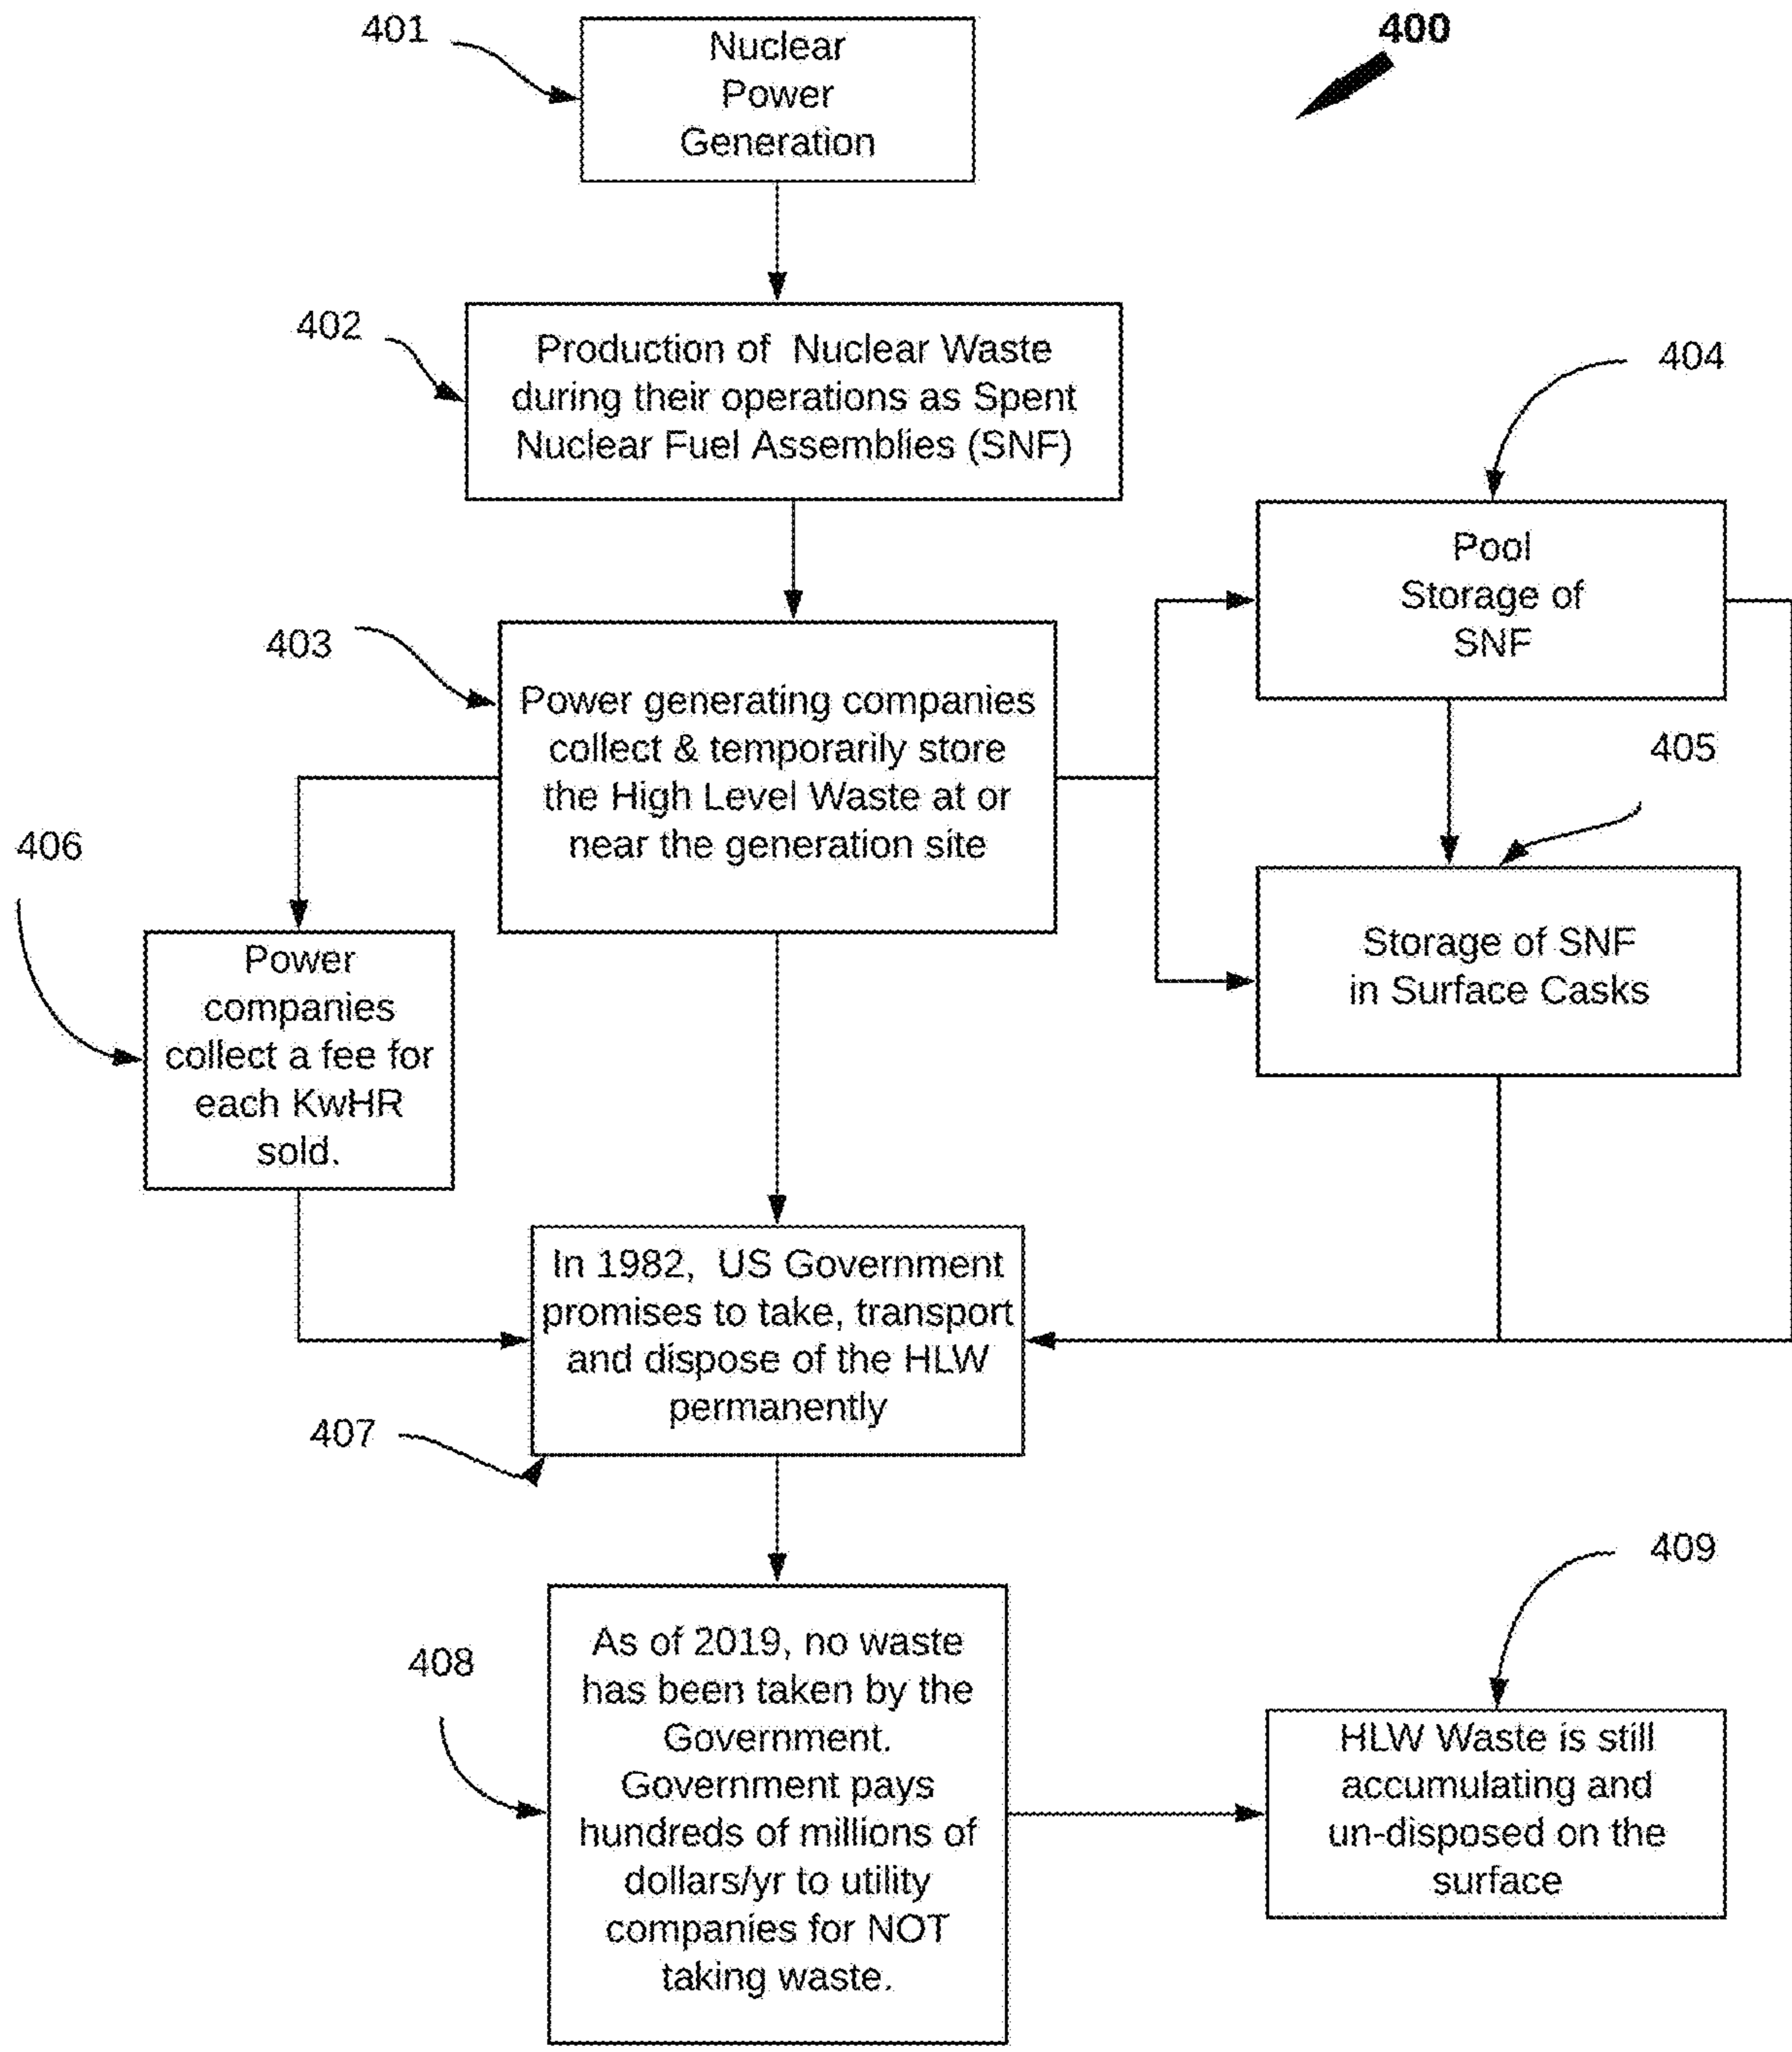 401
Nuclear
Power
Generation
400
402
Production of Nuclear Waste
during their operations as Spent
Nuclear Fuel Assemblies (SNF)
404
Pool
Storage of
SNF
403
Power generating companies
collect & temporarily store
the High Level Waste at or
near the generation site
405
Storage of SNF
in Surface Casks
406
Power
companies
collect a fee for
each KwHR
sold.
In 1982, US Government
promises to take, transport
and dispose of the HLW
permanently
407
408
As of 2019, no waste
has been taken by the
Government.
Government pays
hundreds of millions of
dollars/yr to utility
companies for NOT
taking waste.
409
HLW Waste is still
accumulating and
un-disposed on the
surface